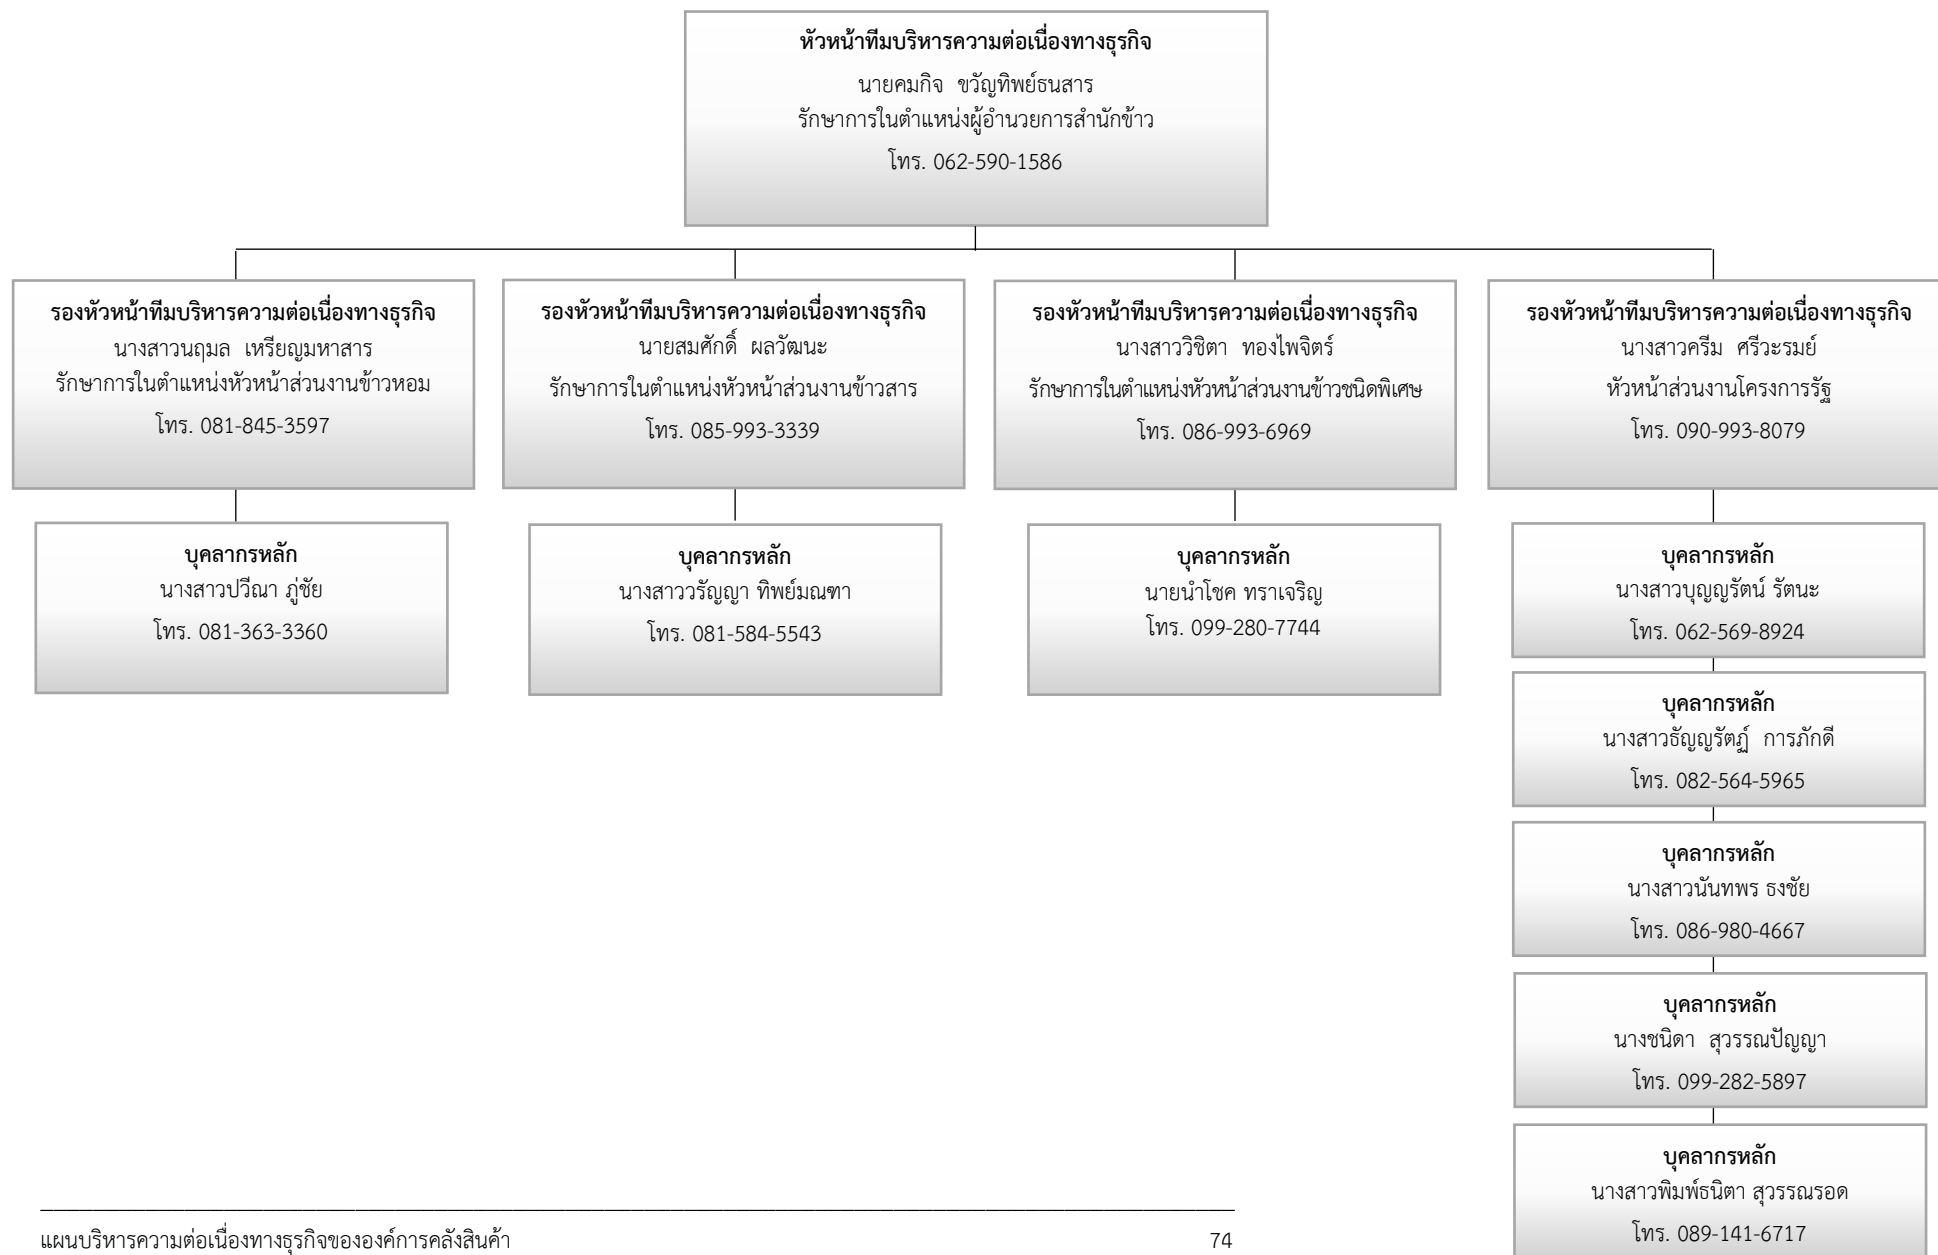 หัวหน้าทีมบริหารความต่อเนื่องทางธุรกิจ
นายคมกิจ ขวัญทิพย์ธนสาร
รักษาการในตำแหน่งผู้อำนวยการสำนักข้าว
โทร. 062-590-1586
รองหัวหน้าทีมบริหารความต่อเนื่องทางธุรกิจ
นางสาวนฤมล เหรียญมหาสาร
รักษาการในตำแหน่งหัวหน้าส่วนงานข้าวหอม
โทร. 081-845-3597
รองหัวหน้าทีมบริหารความต่อเนื่องทางธุรกิจ
นายสมศักดิ์ ผลวัฒนะ
รักษาการในตำแหน่งหัวหน้าส่วนงานข้าวสาร
โทร. 085-993-3339
รองหัวหน้าทีมบริหารความต่อเนื่องทางธุรกิจ
นางสาววิชิตา ทองไพจิตร์
รักษาการในตำแหน่งหัวหน้าส่วนงานข้าวชนิดพิเศษ
โทร. 086-993-6969
รองหัวหน้าทีมบริหารความต่อเนื่องทางธุรกิจ
นางสาวครีม ศรีวะรมย์
หัวหน้าส่วนงานโครงการรัฐ
โทร. 090-993-8079
บุคลากรหลัก
นางสาวปวีณา ภู่ชัย
โทร. 081-363-3360
บุคลากรหลัก
นางสาววรัญญา ทิพย์มณฑา
โทร. 081-584-5543
บุคลากรหลัก
นายนำโชค ทราเจริญ
โทร. 099-280-7744
บุคลากรหลัก
นางสาวบุญญรัตน์ รัตนะ
โทร. 062-569-8924
บุคลากรหลัก
นางสาวธัญญรัตฏ์ การภักดี
โทร. 082-564-5965
บุคลากรหลัก
นางสาวนันทพร ธงชัย
โทร. 086-980-4667
บุคลากรหลัก
นางชนิดา สุวรรณปัญญา
โทร. 099-282-5897
บุคลากรหลัก
นางสาวพิมพ์ธนิตา สุวรรณรอด
โทร. 089-141-6717
แผนบริหารความต่อเนื่องทางธุรกิจขององค์การคลังสินค้า 74